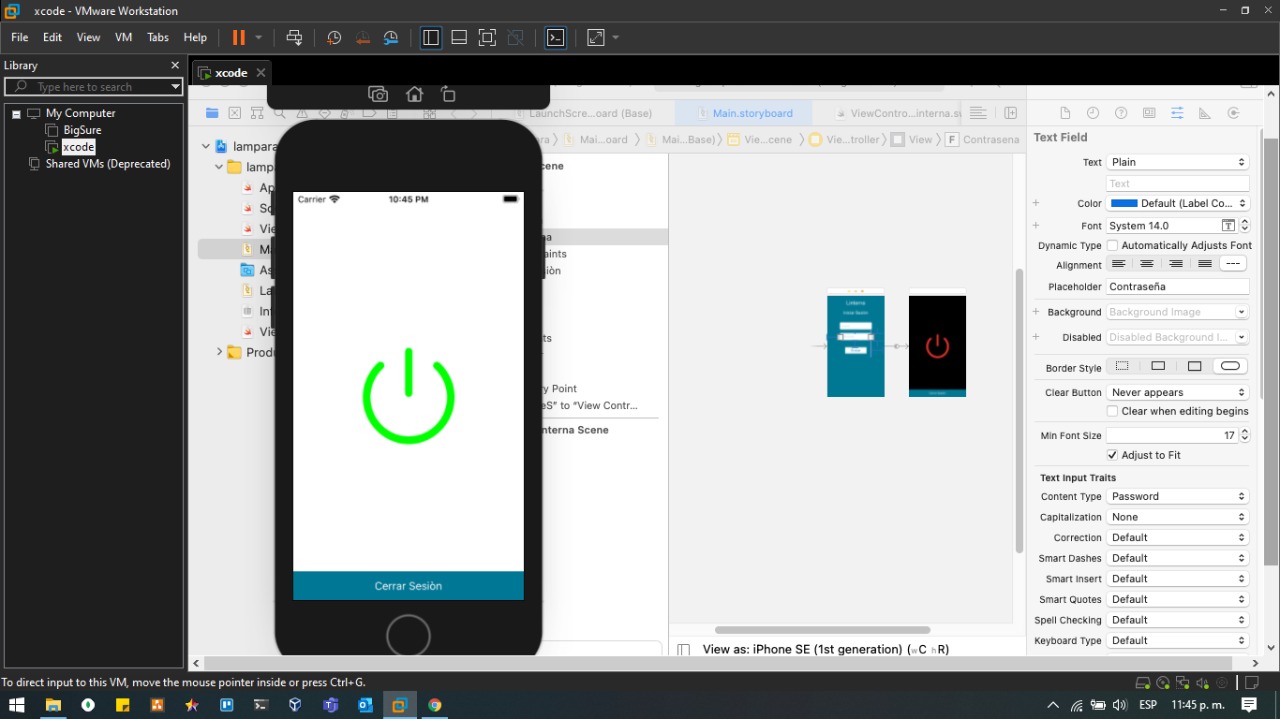 xcode - VMware Workstation
File Edit View VM Tabs Help
Library
Type here to search
My Computer
BigSure
xcode
Shared VMs (Deprecated)
xcode
LaunchScre...oard (Base)
Main.storyboard
ViewContro...interna.sw
lampara
lamp
Ap
Sc
Vie
Ma
As
La
Inf
Vie
Produ
Mai...oard
Mai...Base)
Vie...cene
Vie...troller
View
F Contrasena
cene
na
aints
iòn
ts
y Point
eS" to "View Contr...
interna Scene
Carrier
10:45 PM
Cerrar Sesiòn
Linterna
Iniciar Sesión
View as: iPhone SE (1st generation) (wC hR)
Text Field
Text Plain
Text
Color Default (Label Co...
Font System 14.0
Dynamic Type Automatically Adjusts Font
Alignment
Placeholder Contraseña
Background Background Image
Disabled Disabled Background I...
Border Style
Clear Button Never appears
Clear when editing begins
Min Font Size 17
Adjust to Fit
Text Input Traits
Content Type Password
Capitalization None
Correction Default
Smart Dashes Default
Smart Insert Default
Smart Quotes Default
Spell Checking Default
Keyboard Type Default
To direct input to this VM, move the mouse pointer inside or press Ctrl+G.
ESP 11:45 p. m.